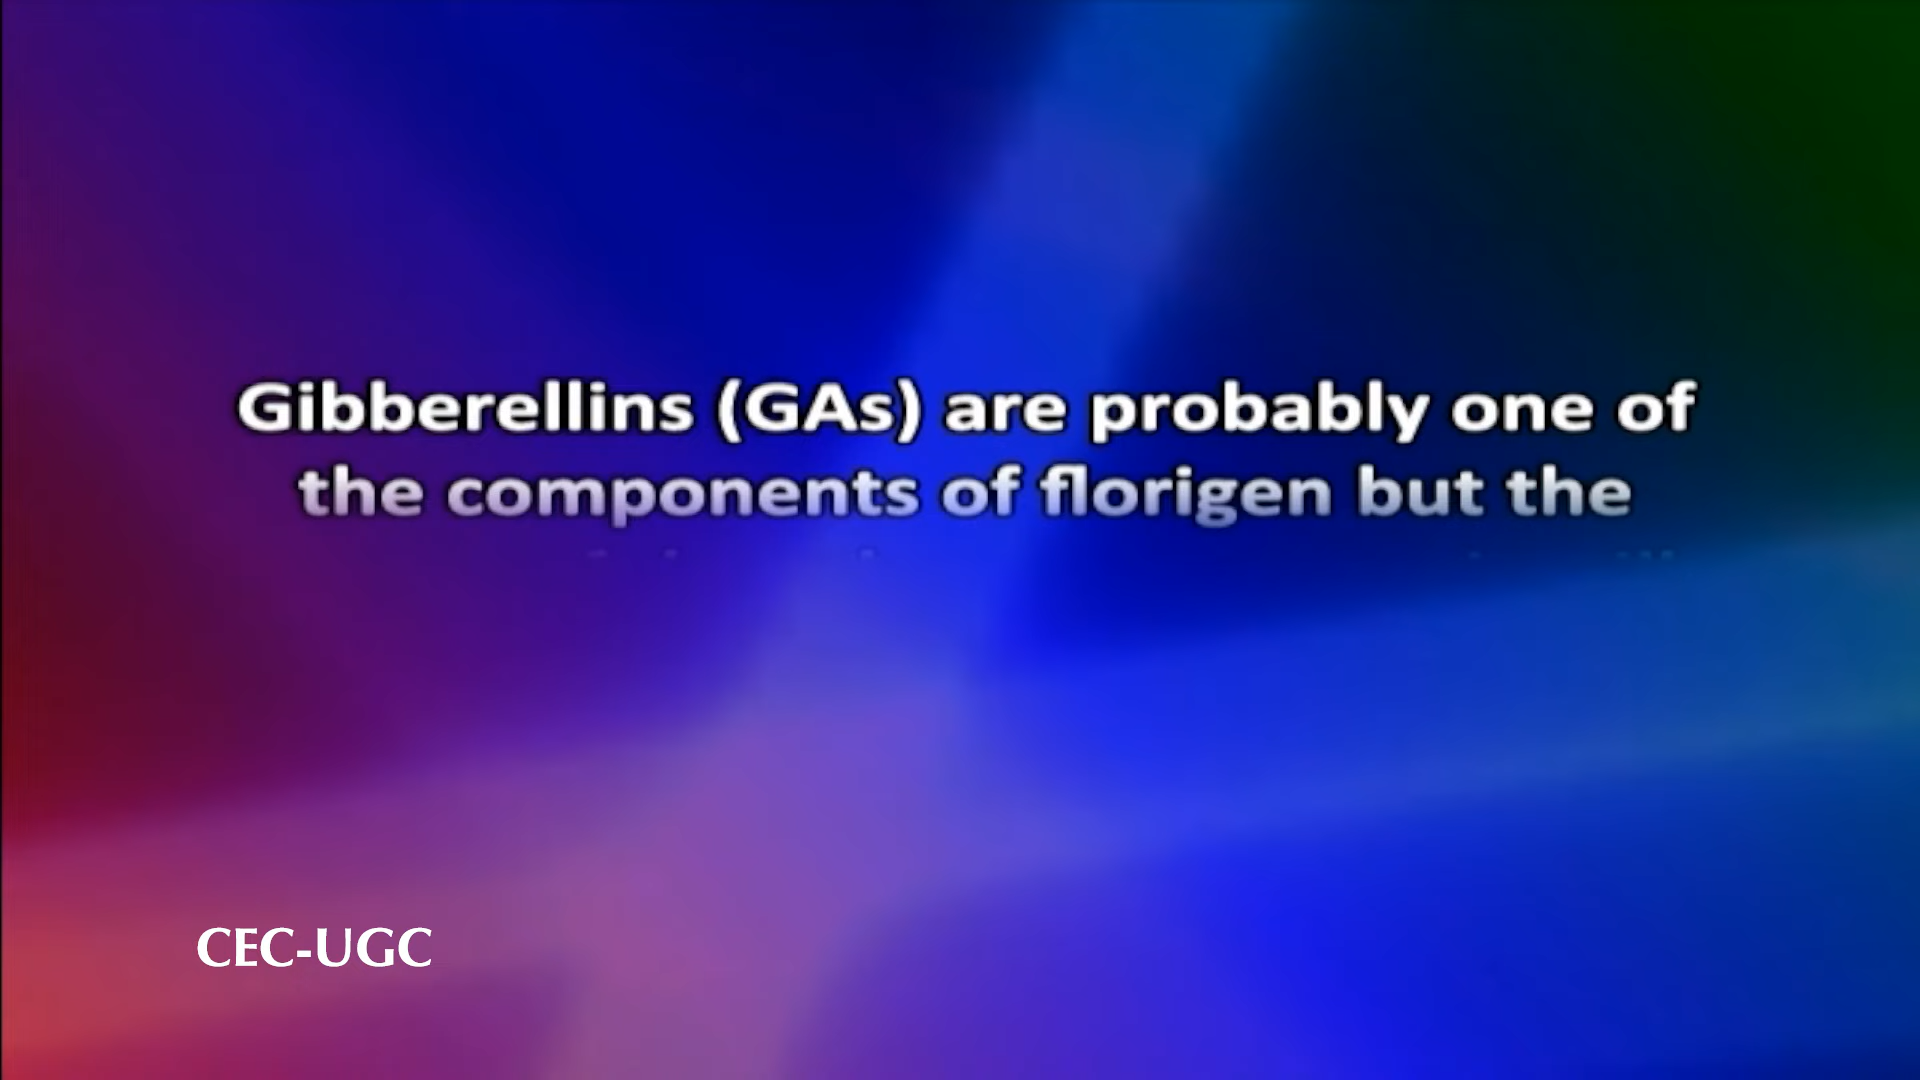 Gibberellins (GAs) are probably one of
the components of florigen but the
CEC-UGC